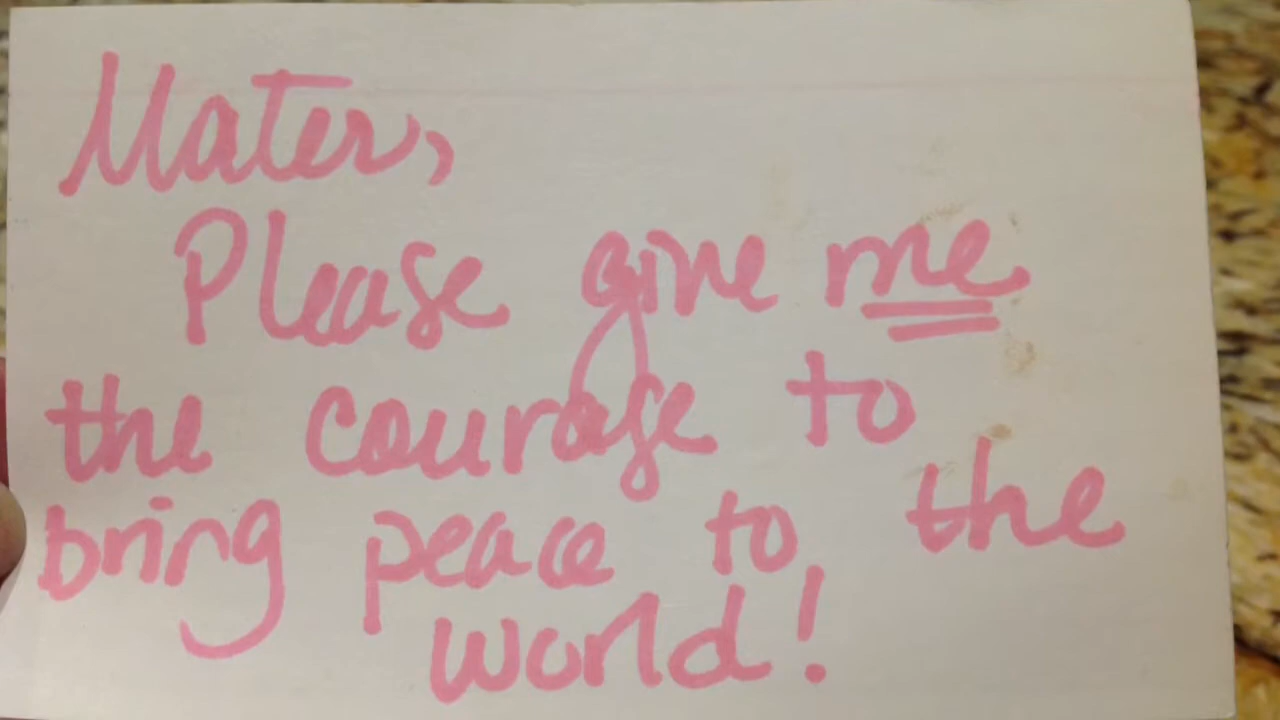 Mater,
Please give me
the courage to
bring peace to the
world!